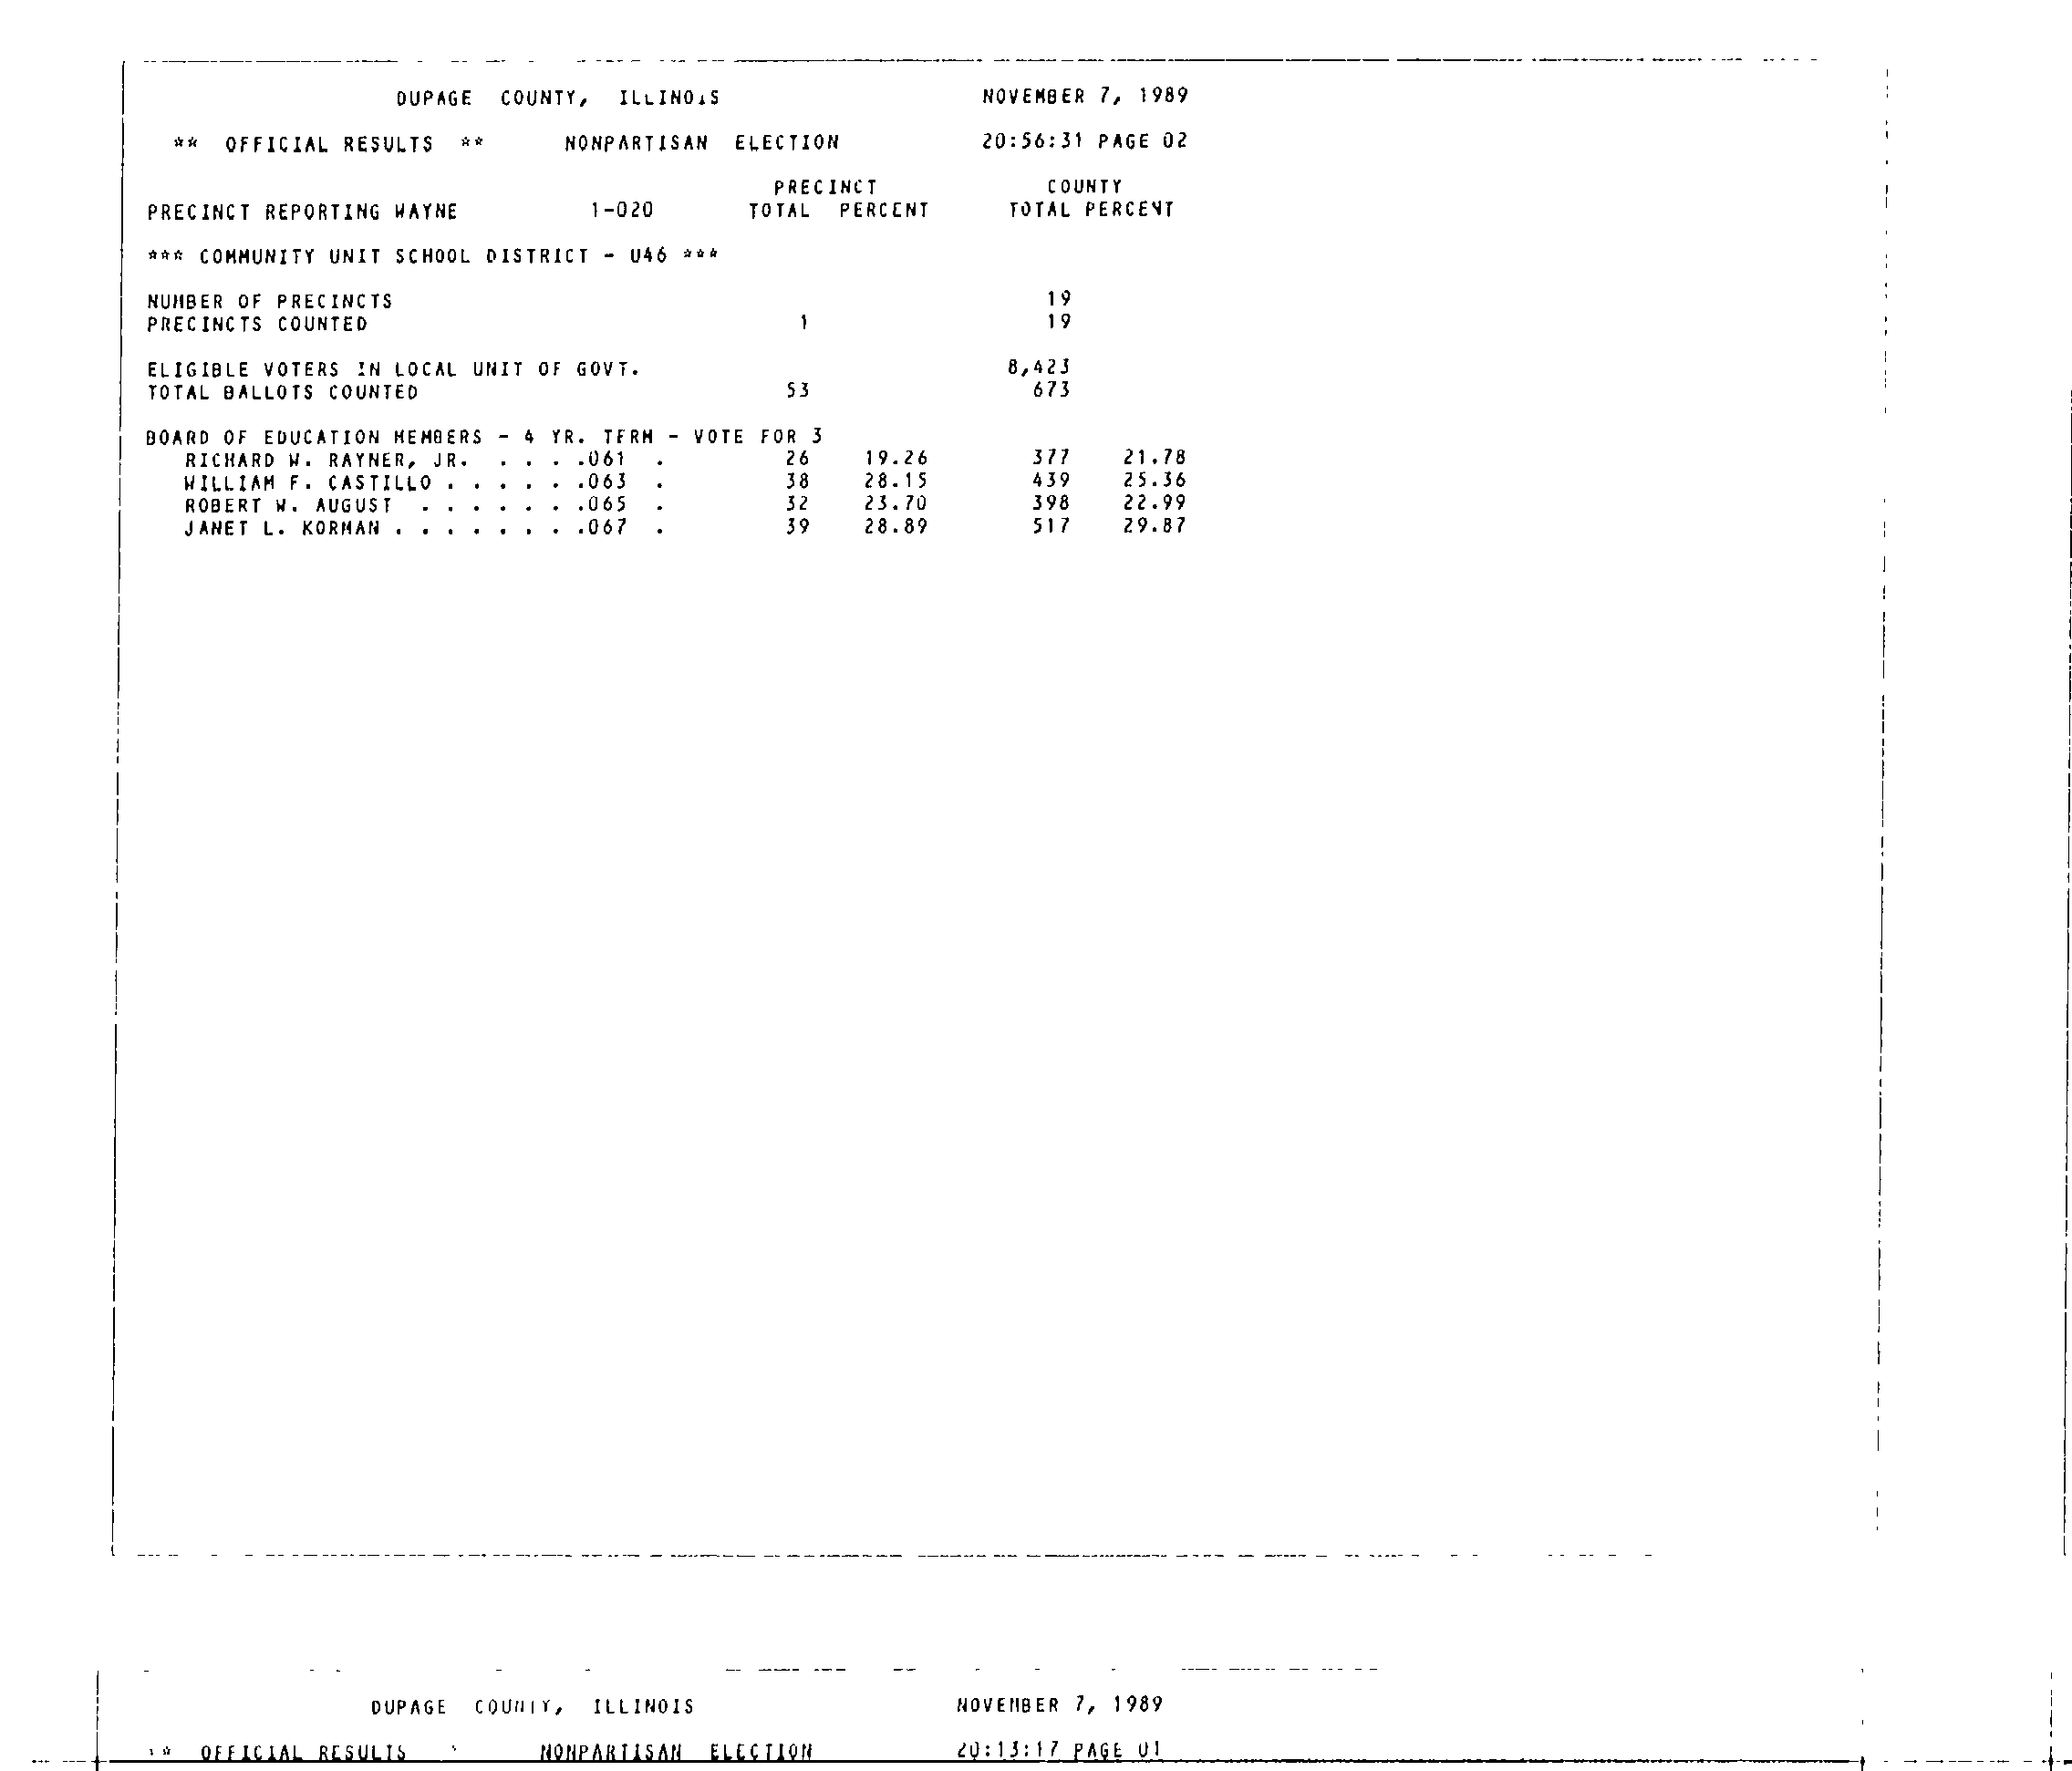 DUPAGE COUNTY, ILLINOIS NOVEMBER 7, 1989
** OFFICIAL RESULTS ** NONPARTISAN ELECTION 20:56:31 PAGE 02
PRECINCT COUNTY
PRECINCT REPORTING WAYNE 1-020 TOTAL PERCENT TOTAL PERCENT
*** COMMUNITY UNIT SCHOOL DISTRICT - U46 ***
NUMBER OF PRECINCTS 19
PRECINCTS COUNTED 1 19
ELIGIBLE VOTERS IN LOCAL UNIT OF GOVT. 8,423
TOTAL BALLOTS COUNTED 53 673
BOARD OF EDUCATION MEMBERS - 4 YR. TERM - VOTE FOR 3
RICHARD W. RAYNER, JR. . . . .061 . 26 19.26 377 21.78
WILLIAM F. CASTILLO . . . . . .063 . 38 28.15 439 25.36
ROBERT W. AUGUST . . . . . . .065 . 32 23.70 398 22.99
JANET L. KORMAN . . . . . . . .067 . 39 28.89 517 29.87
DUPAGE COUNTY, ILLINOIS NOVEMBER 7, 1989
OFFICIAL RESULTS NONPARTISAN ELECTION 20:13:17 PAGE 01